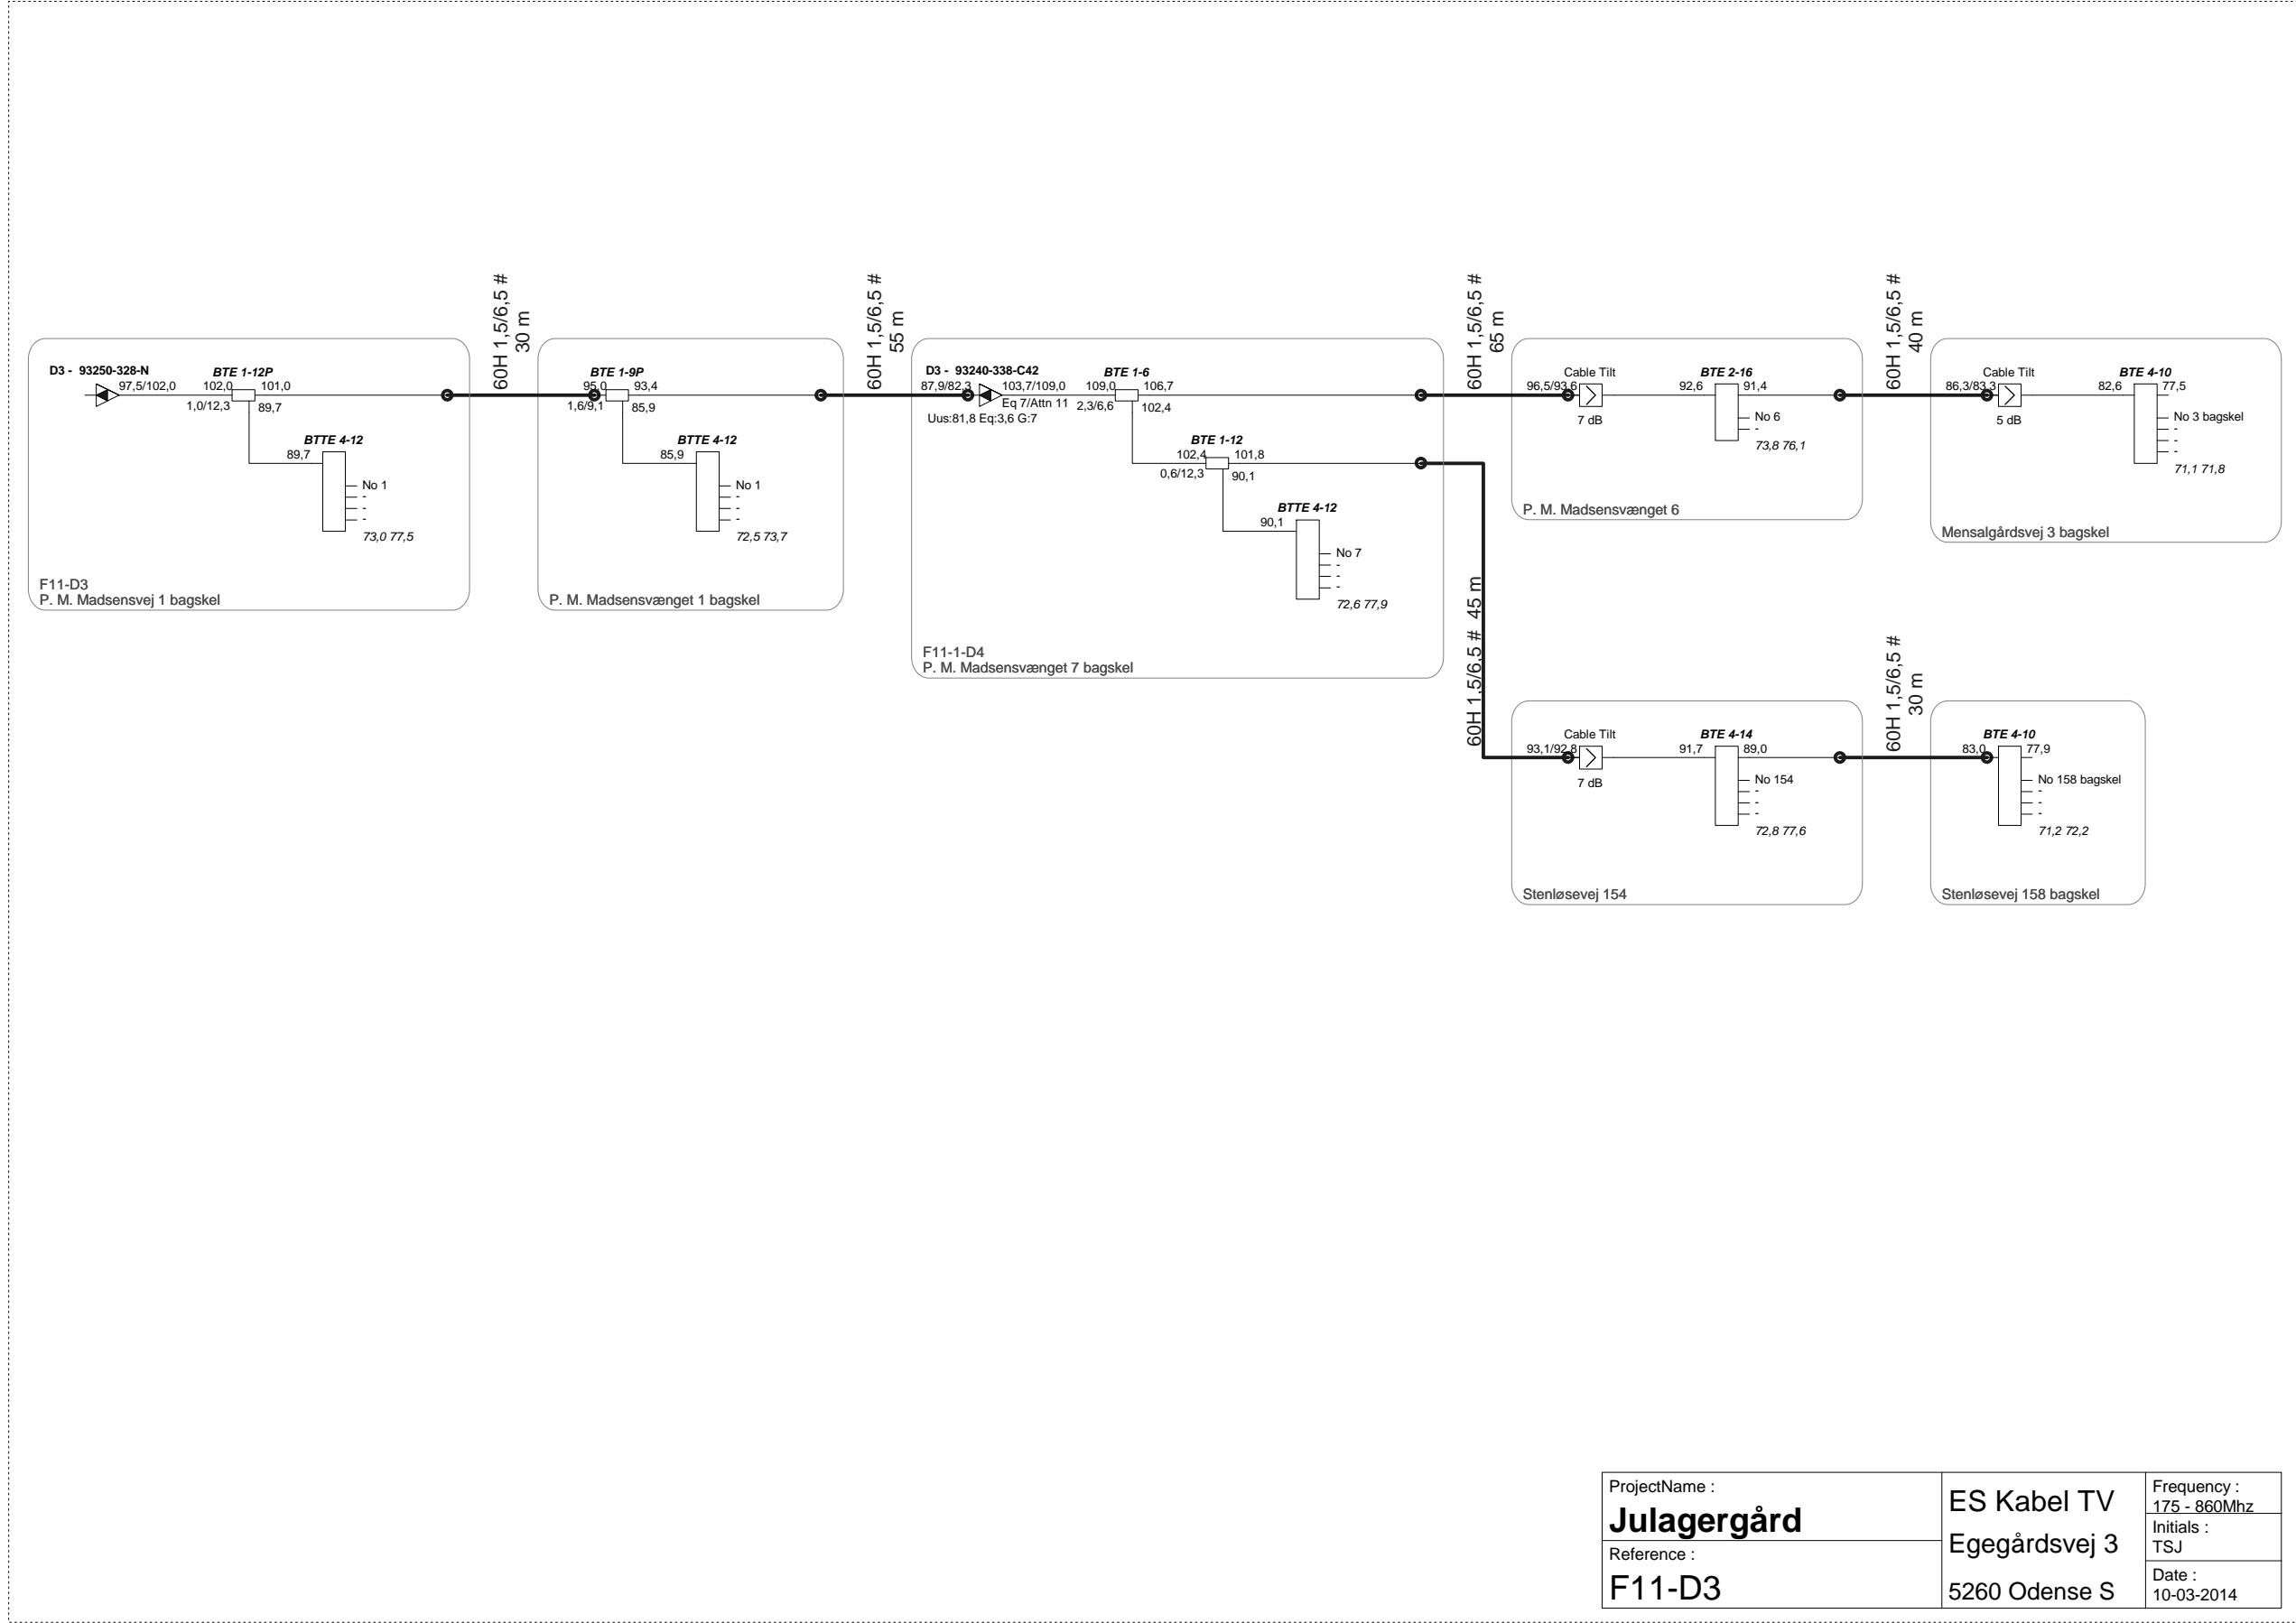 60H 1,5/6,5 #
30 m
60H 1,5/6,5 #
55 m
60H 1,5/6,5 #
65 m
60H 1,5/6,5 #
40 m
D3 - 93250-328-N
97,5/102,0
BTE 1-12P
102,0 101,0
1,0/12,3 89,7
BTTE 4-12
89,7
No 1
-
-
-
73,0 77,5
F11-D3
P. M. Madsensvej 1 bagskel
BTE 1-9P
95,0 93,4
1,6/9,1 85,9
BTTE 4-12
85,9
No 1
-
-
-
72,5 73,7
P. M. Madsensvænget 1 bagskel
D3 - 93240-338-C42
87,9/82,3 103,7/109,0
Eq 7/Attn 11
Uus:81,8 Eq:3,6 G:7
BTE 1-6
109,0 106,7
2,3/6,6 102,4
BTE 1-12
102,4 101,8
0,6/12,3 90,1
BTTE 4-12
90,1
No 7
-
-
-
72,6 77,9
F11-1-D4
P. M. Madsensvænget 7 bagskel
Cable Tilt
96,5/93,6
7 dB
BTE 2-16
92,6 91,4
No 6
-
73,8 76,1
P. M. Madsensvænget 6
Cable Tilt
86,3/83,3
5 dB
BTE 4-10
82,6 77,5
No 3 bagskel
-
-
-
71,1 71,8
Mensalgårdsvej 3 bagskel
60H 1,5/6,5 # 45 m
60H 1,5/6,5 #
30 m
Cable Tilt
93,1/92,8
7 dB
BTE 4-14
91,7 89,0
No 154
-
-
-
72,8 77,6
Stenløsevej 154
BTE 4-10
83,0 77,9
No 158 bagskel
-
-
-
71,2 72,2
Stenløsevej 158 bagskel
ProjectName :
Julagergård
Reference :
F11-D3
ES Kabel TV
Egegårdsvej 3
5260 Odense S
Frequency :
175 - 860Mhz
Initials :
TSJ
Date :
10-03-2014